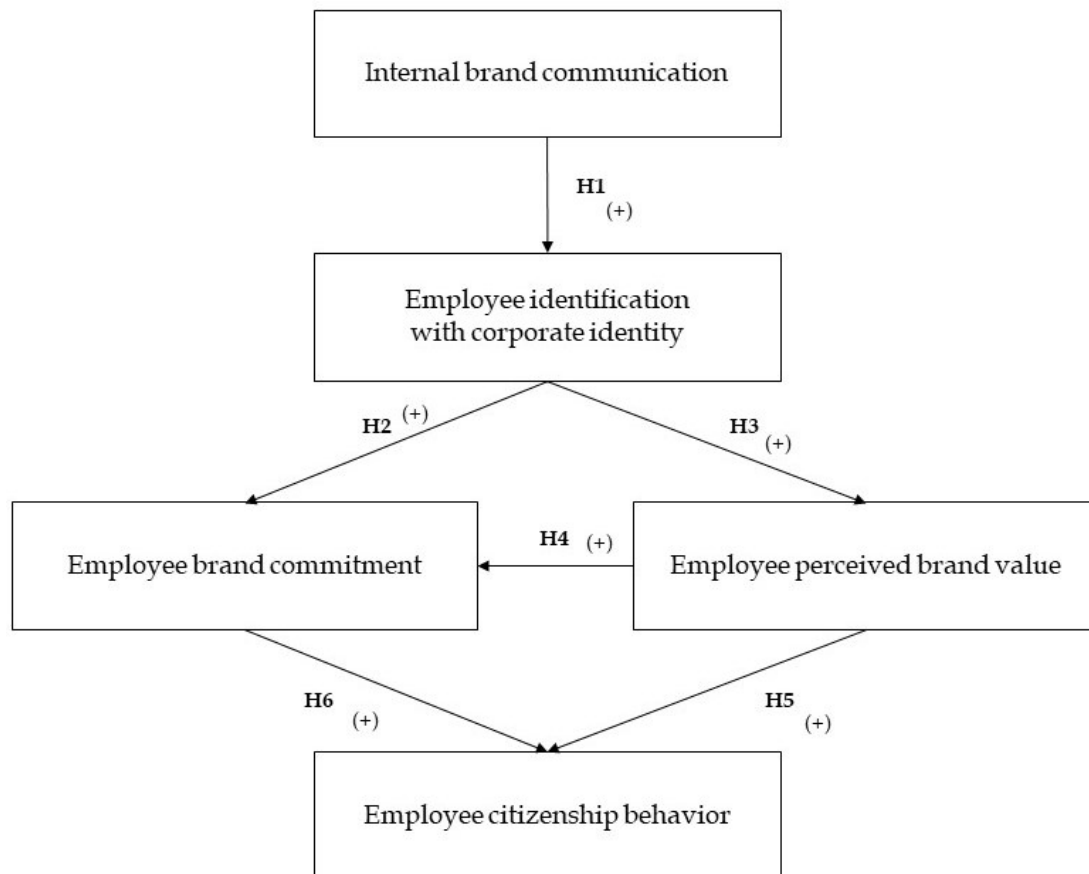 Internal brand communication
H1
(+)
Employee identification
with corporate identity
H2 (+)
H3 (+)
Employee brand commitment
H4 (+)
Employee perceived brand value
H6 (+)
H5 (+)
Employee citizenship behavior